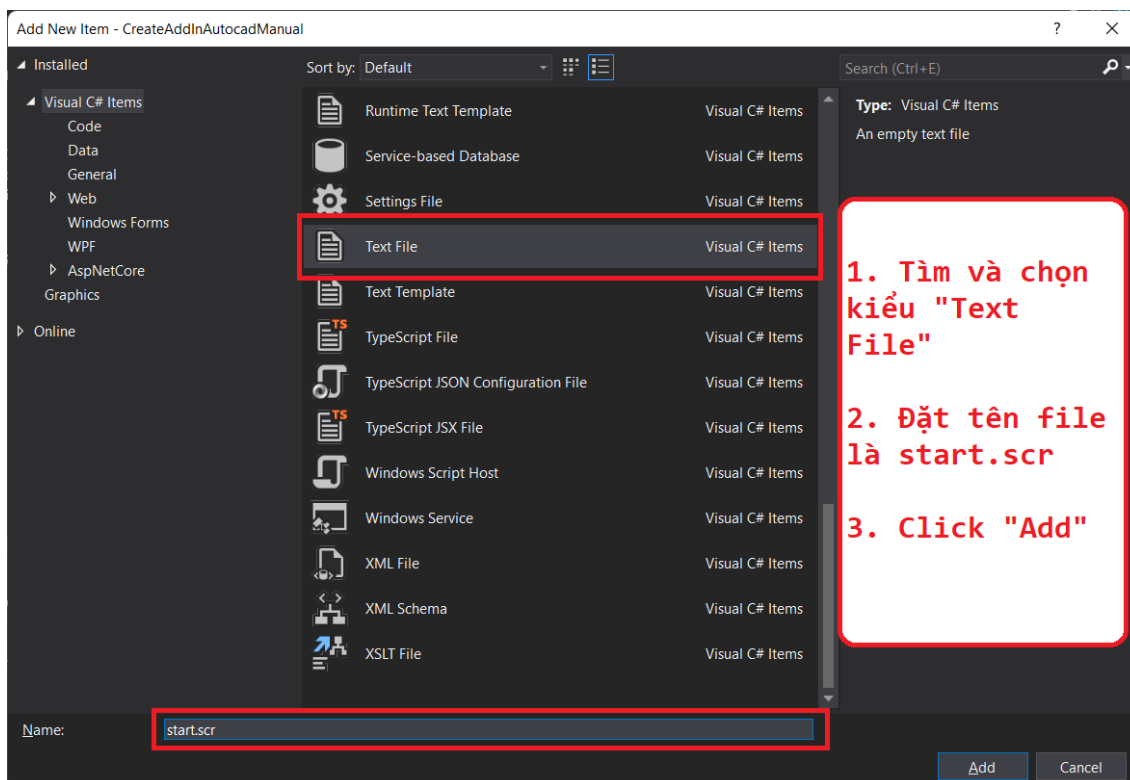 Add New Item - CreateAddInAutocadManual
Installed
Visual C# Items
Code
Data
General
Web
Windows Forms
WPF
AspNetCore
Graphics
Online
Sort by: Default
Runtime Text Template Visual C# Items
Service-based Database Visual C# Items
Settings File Visual C# Items
Text File Visual C# Items
Text Template Visual C# Items
TypeScript File Visual C# Items
TypeScript JSON Configuration File Visual C# Items
TypeScript JSX File Visual C# Items
Windows Script Host Visual C# Items
Windows Service Visual C# Items
XML File Visual C# Items
XML Schema Visual C# Items
XSLT File Visual C# Items
Search (Ctrl+E)
Type: Visual C# Items
An empty text file
1. Tìm và chọn
kiểu "Text
File"
2. Đặt tên file
là start.scr
3. Click "Add"
Name: start.scr
Add Cancel